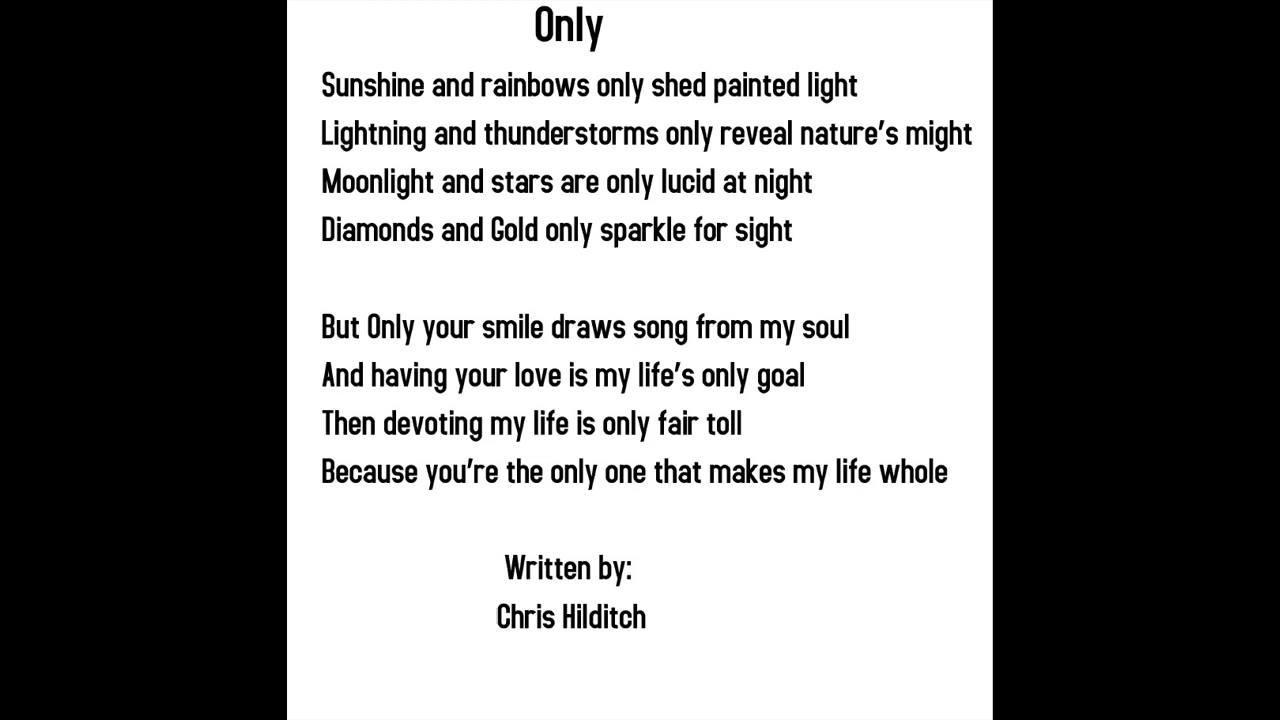 Only
Sunshine and rainbows only shed painted light
Lightning and thunderstorms only reveal nature's might
Moonlight and stars are only lucid at night
Diamonds and Gold only sparkle for sight
But Only your smile draws song from my soul
And having your love is my life's only goal
Then devoting my life is only fair toll
Because you're the only one that makes my life whole
Written by:
Chris Hilditch